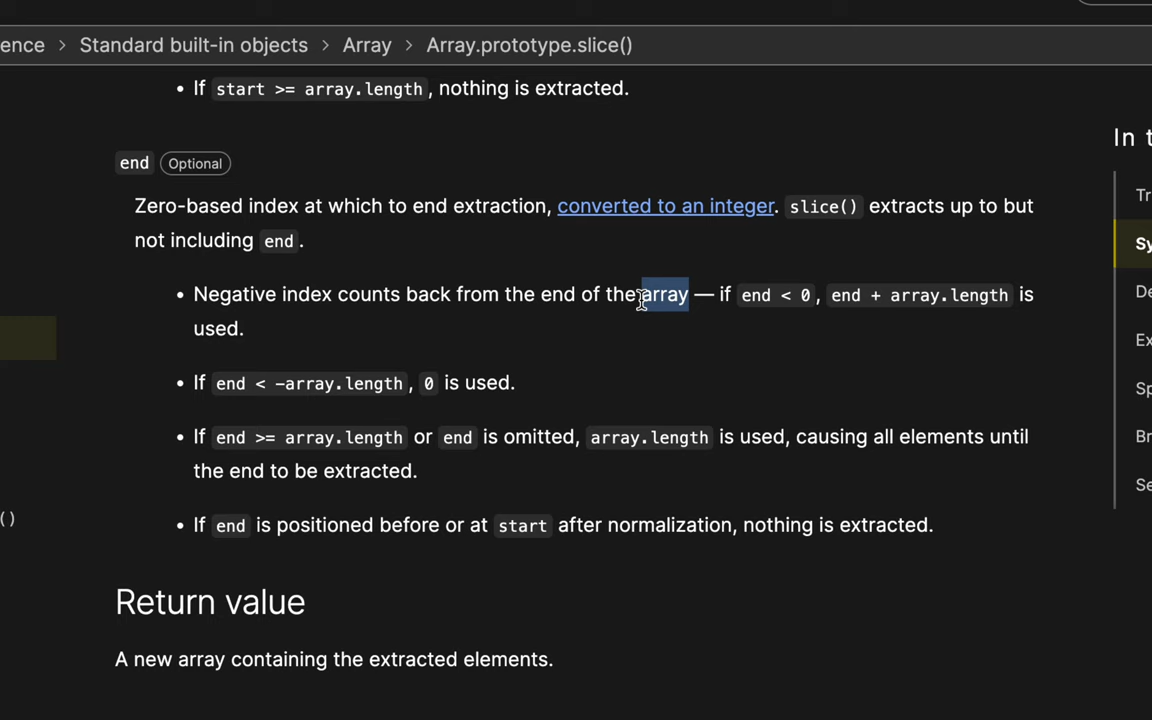 ence > Standard built-in objects > Array > Array.prototype.slice()
• If start >= array.length, nothing is extracted.
In t
end Optional
Tr
Zero-based index at which to end extraction, converted to an integer. slice() extracts up to but
not including end.
Sy
• Negative index counts back from the end of the array — if end < 0, end + array.length is
used.
De
Ex
• If end < -array.length, 0 is used.
Sp
• If end >= array.length or end is omitted, array.length is used, causing all elements until
the end to be extracted.
Br
Se
()
• If end is positioned before or at start after normalization, nothing is extracted.
Return value
A new array containing the extracted elements.